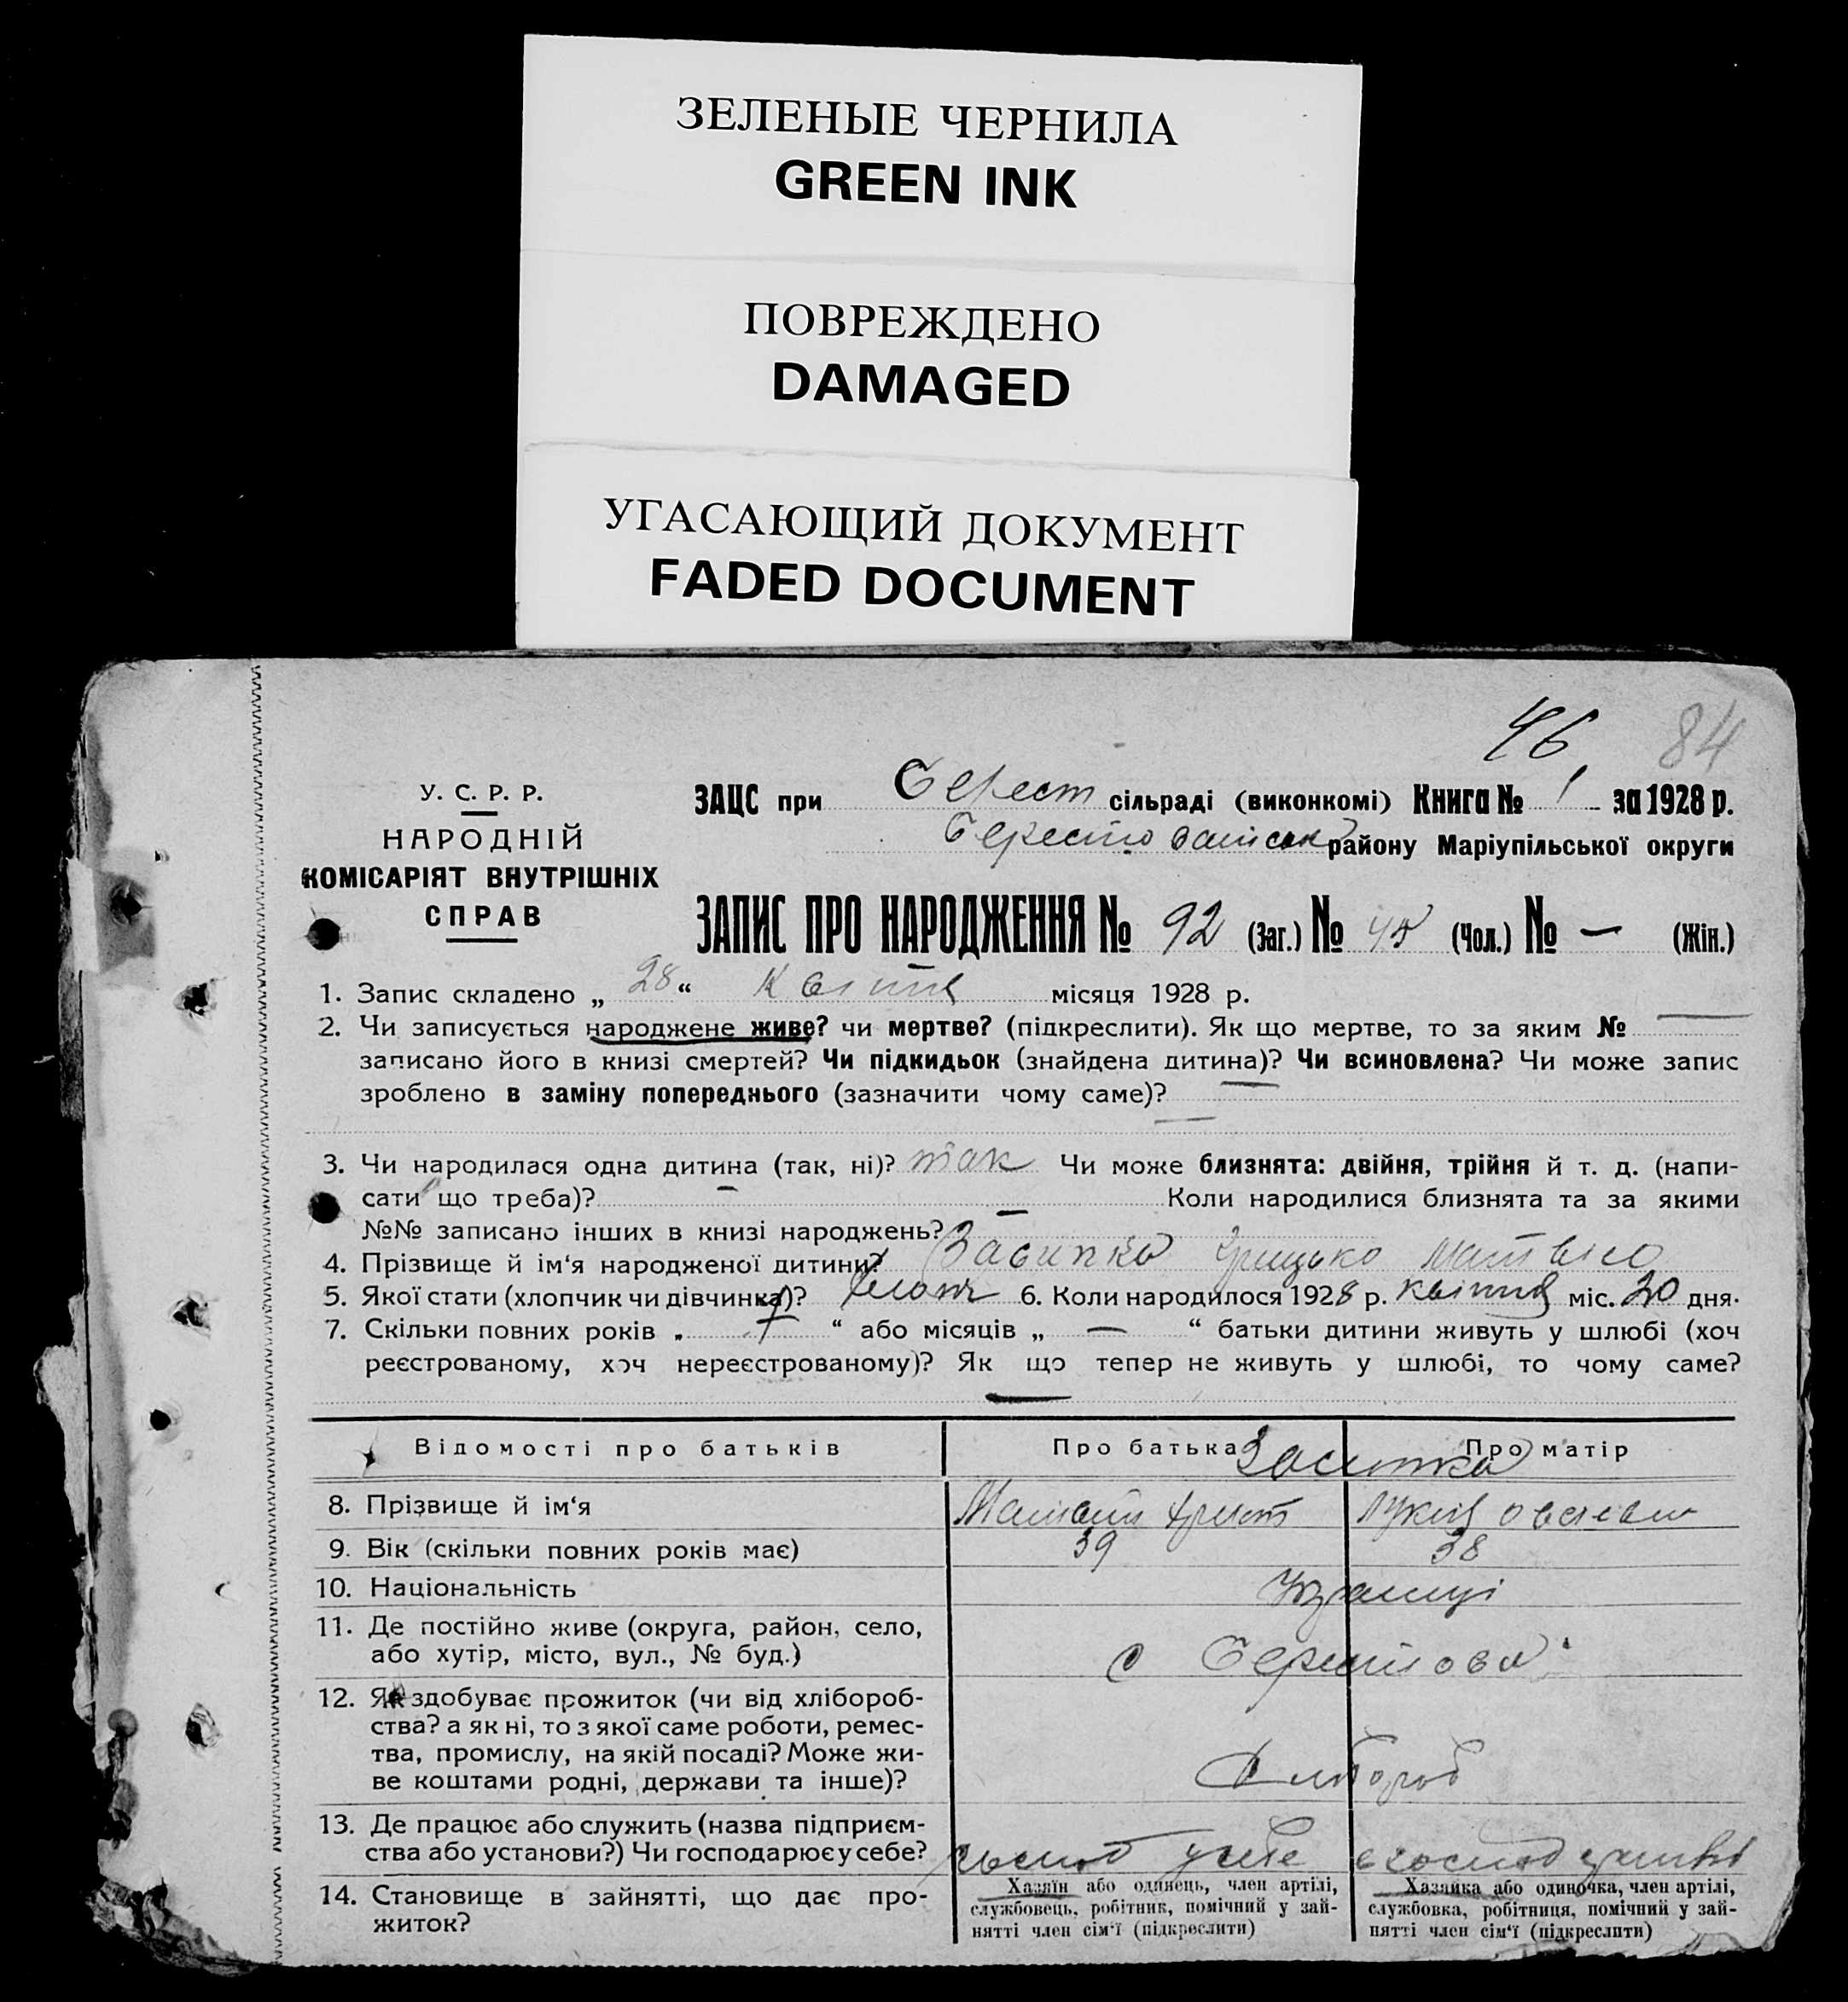 ЗЕЛЕНЫЕ ЧЕРНИЛА
GREEN INK
ПОВРЕЖДЕНО
DAMAGED
УГАСАЮЩИЙ ДОКУМЕНТ
FADED DOCUMENT
46 84
У. С. Р. Р.
НАРОДНІЙ
КОМІСАРІЯТ ВНУТРІШНІХ
СПРАВ
ЗАЦС при Берест сільраді (виконкомі) Книга № 1 за 1928 р.
району Маріупільської округи
ЗАПИС ПРО НАРОДЖЕННЯ № 92 (Заг.) № 45 (Чол.) № — (Жін.)
1. Запис складено „ 28 “ Квітня місяця 1928 р.
2. Чи записується народжене живе? чи мертве? (підкреслити). Як що мертве, то за яким № —
записано його в книзі смертей? Чи підкидьок (знайдена дитина)? Чи всиновлена? Чи може запис
зроблено в заміну попереднього (зазначити чому саме)? —
3. Чи народилася одна дитина (так, ні)? так Чи може близнята: двійня, трійня й т. д. (напи-
сати що треба)? — Коли народилися близнята та за якими
№№ записано інших в книзі народжень? —
4. Прізвище й ім‘я народженої дитини? Засипка Грицько
5. Якої стати (хлопчик чи дівчинка)? 6. Коли народилося 1928 р. квітня міс. 20 дня.
7. Скільки повних років „ 7 “ або місяців „ — “ батьки дитини живуть у шлюбі (хоч
реєстрованому, хоч нереєстрованому)? Як що тепер не живуть у шлюбі, то чому саме?
—
Відомості про батьків Про батька Про матір
Засипка
8. Прізвище й ім‘я
9. Вік (скільки повних років має) 39 38
10. Національність Українці
11. Де постійно живе (округа, район, село,
або хутір, місто, вул., № буд.) с Берестова
12. Як здобуває прожиток (чи від хлібороб-
ства? а як ні, то з якої саме роботи, ремес-
тва, промислу, на якій посаді? Може жи-
ве коштами родні, держави та інше)? Хлібороб
13. Де працює або служить (назва підприєм-
ства або установи?) Чи господарює у себе? у себе
14. Становище в зайнятті, що дає про-
житок?
Хазяїн або одинець, член артілі,
службовець, робітник, помічний у зай-
нятті член сім‘ї (підкреслити)
Хазяйка або одиночка, член артілі,
службовка, робітниця, помічний у зай-
нятті член сім‘ї (підкреслити)